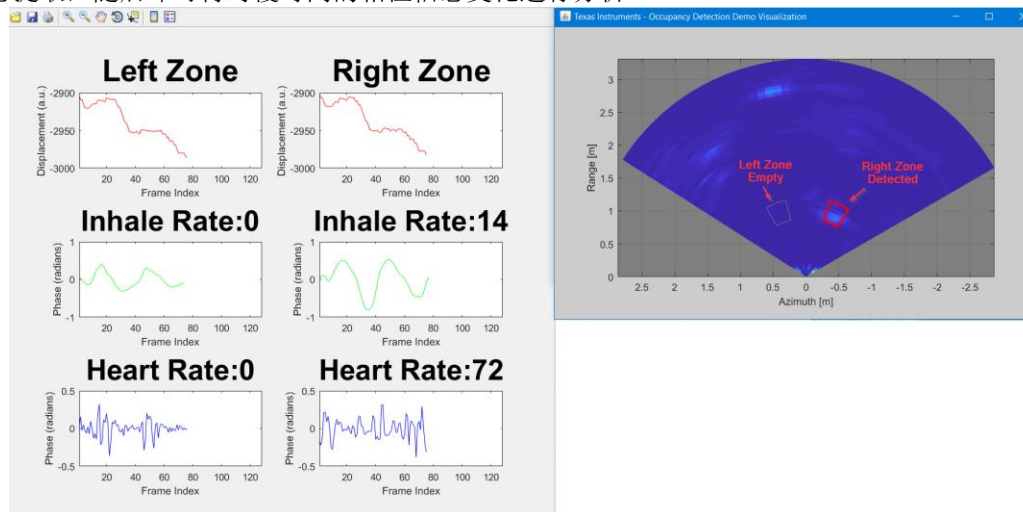 Texas Instruments - Occupancy Detection Demo Visualization
Left Zone
Right Zone
Displacement (a.u.)
-2900
-2950
-3000
20 40 60 80 100 120
Frame Index
Displacement (a.u.)
-2900
-2950
-3000
20 40 60 80 100 120
Frame Index
Inhale Rate:0
Inhale Rate:14
Phase (radians)
1
0
-1
20 40 60 80 100 120
Frame Index
Phase (radians)
1
0
-1
20 40 60 80 100 120
Frame Index
Heart Rate:0
Heart Rate:72
Phase (radians)
0.5
0
-0.5
20 40 60 80 100 120
Frame Index
Phase (radians)
0.5
0
-0.5
20 40 60 80 100 120
Frame Index
Range [m]
3
2.5
2
1.5
1
0.5
0
Left Zone
Empty
Right Zone
Detected
2.5 2 1.5 1 0.5 0 -0.5 -1 -1.5 -2 -2.5
Azimuth [m]